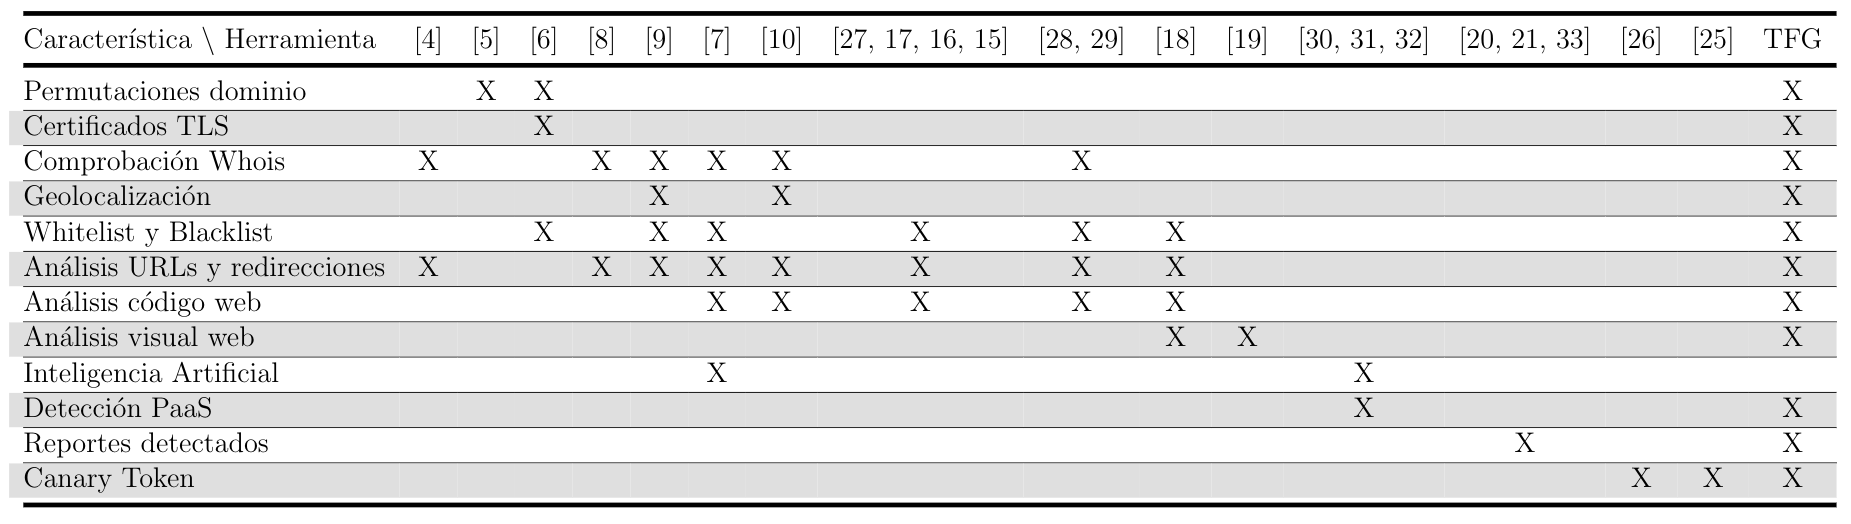 Característica \ Herramienta [4] [5] [6] [8] [9] [7] [10] [27, 17, 16, 15] [28, 29] [18] [19] [30, 31, 32] [20, 21, 33] [26] [25] TFG
Permutaciones dominio X X X
Certificados TLS X X
Comprobación Whois X X X X X X X
Geolocalización X X X
Whitelist y Blacklist X X X X X X X
Análisis URLs y redirecciones X X X X X X X X X
Análisis código web X X X X X X
Análisis visual web X X X
Inteligencia Artificial X X
Detección PaaS X X
Reportes detectados X X
Canary Token X X X